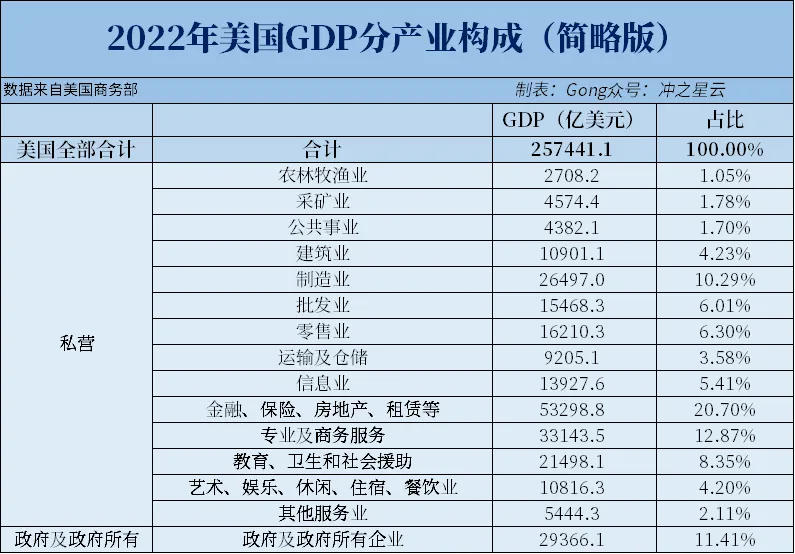 2022年美国GDP分产业构成（简略版）
数据来自美国商务部 制表：Gong众号：冲之星云
GDP（亿美元） 占比
美国全部合计 合计 257441.1 100.00%
农林牧渔业 2708.2 1.05%
采矿业 4574.4 1.78%
公共事业 4382.1 1.70%
建筑业 10901.1 4.23%
制造业 26497.0 10.29%
批发业 15468.3 6.01%
零售业 16210.3 6.30%
私营
运输及仓储 9205.1 3.58%
信息业 13927.6 5.41%
金融、保险、房地产、租赁等 53298.8 20.70%
专业及商务服务 33143.5 12.87%
教育、卫生和社会援助 21498.1 8.35%
艺术、娱乐、休闲、住宿、餐饮业 10816.3 4.20%
其他服务业 5444.3 2.11%
政府及政府所有 政府及政府所有企业 29366.1 11.41%